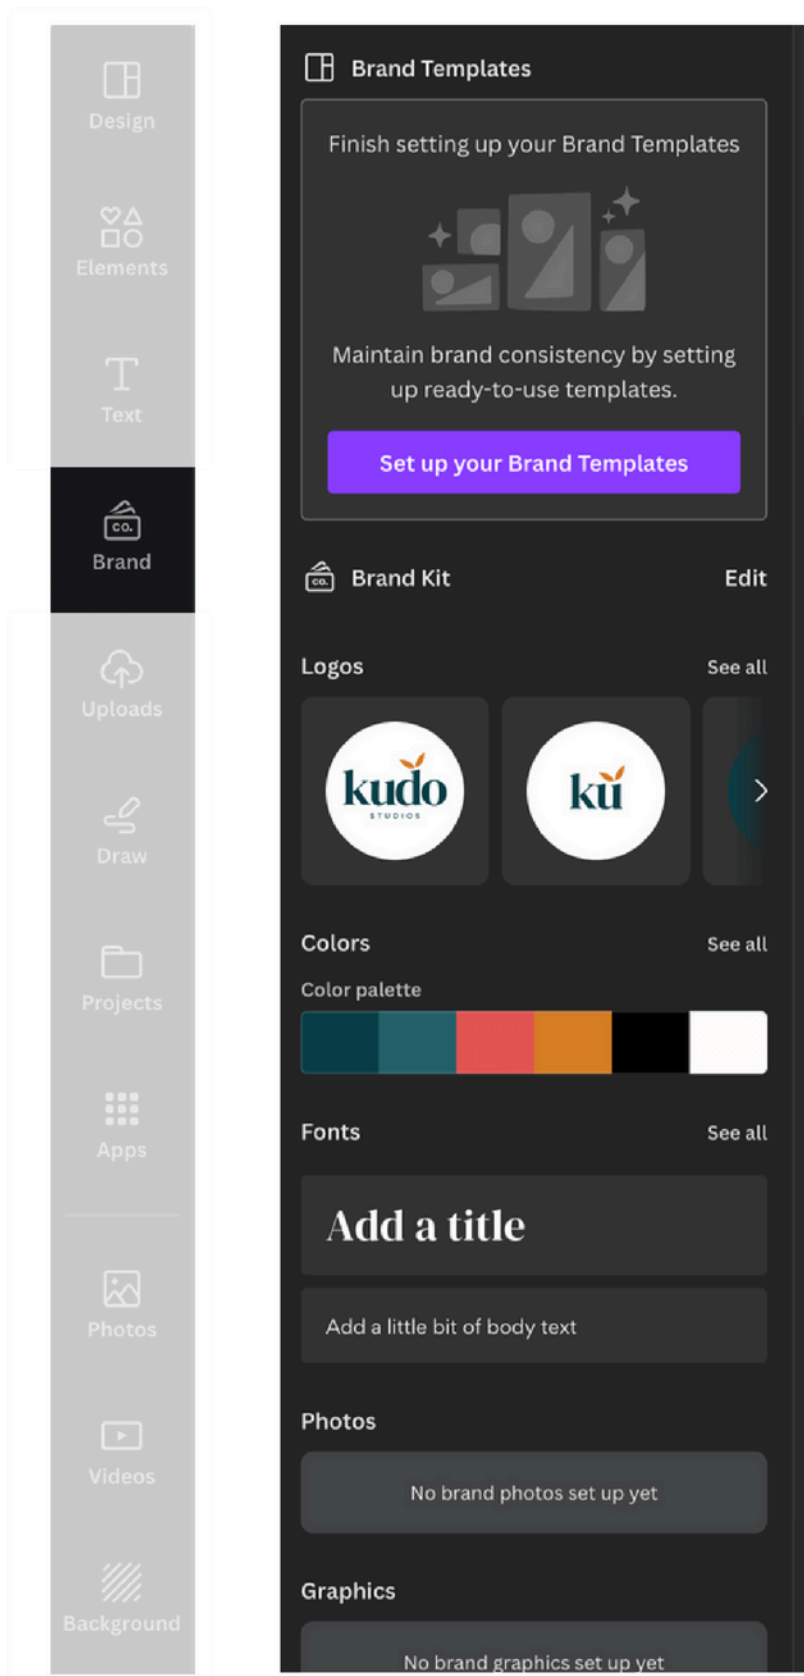 Design
Elements
Text
CO.
Brand
Uploads
Draw
Projects
Apps
Photos
Videos
Background
Brand Templates
Finish setting up your Brand Templates
Maintain brand consistency by setting
up ready-to-use templates.
Set up your Brand Templates
CO.
Brand Kit
Edit
Logos
See all
kudo
STUDIOS
ku
Colors
See all
Color palette
Fonts
See all
Add a title
Add a little bit of body text
Photos
No brand photos set up yet
Graphics
No brand graphics set up yet